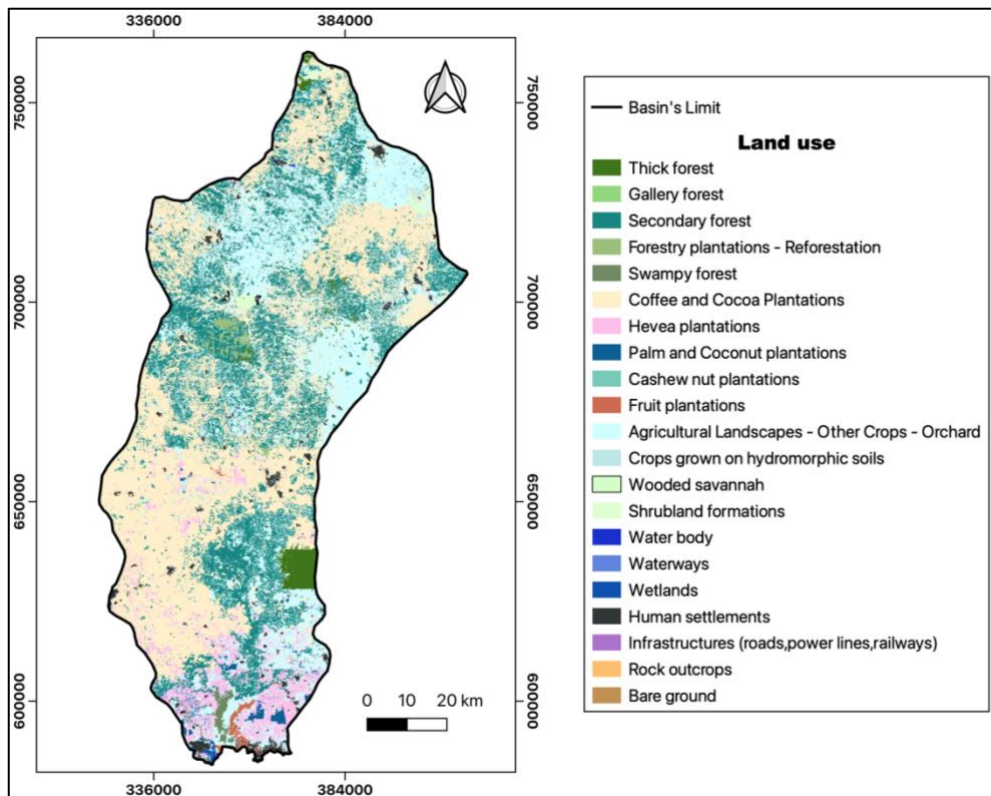 336000 384000
750000 750000
700000 700000
650000 650000
600000 600000
0 10 20 km
336000 384000
Basin's Limit
Land use
Thick forest
Gallery forest
Secondary forest
Forestry plantations - Reforestation
Swampy forest
Coffee and Cocoa Plantations
Hevea plantations
Palm and Coconut plantations
Cashew nut plantations
Fruit plantations
Agricultural Landscapes - Other Crops - Orchard
Crops grown on hydromorphic soils
Wooded savannah
Shrubland formations
Water body
Waterways
Wetlands
Human settlements
Infrastructures (roads,power lines,railways)
Rock outcrops
Bare ground